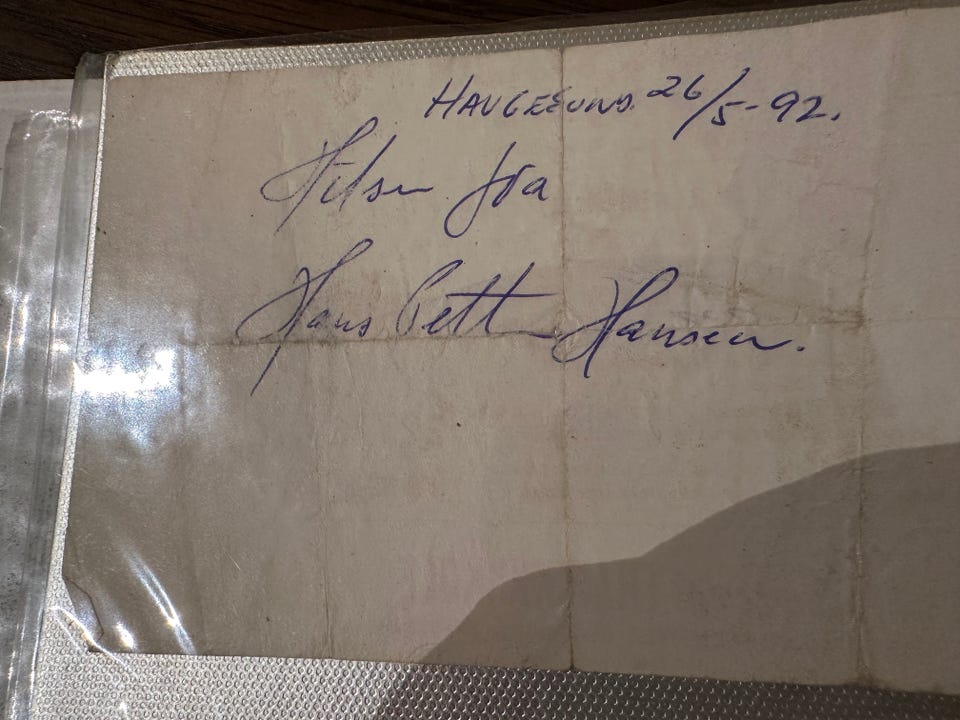 HAUGESUND. 26/5-92.
Hilsen fra
Hans Petter Hansen.